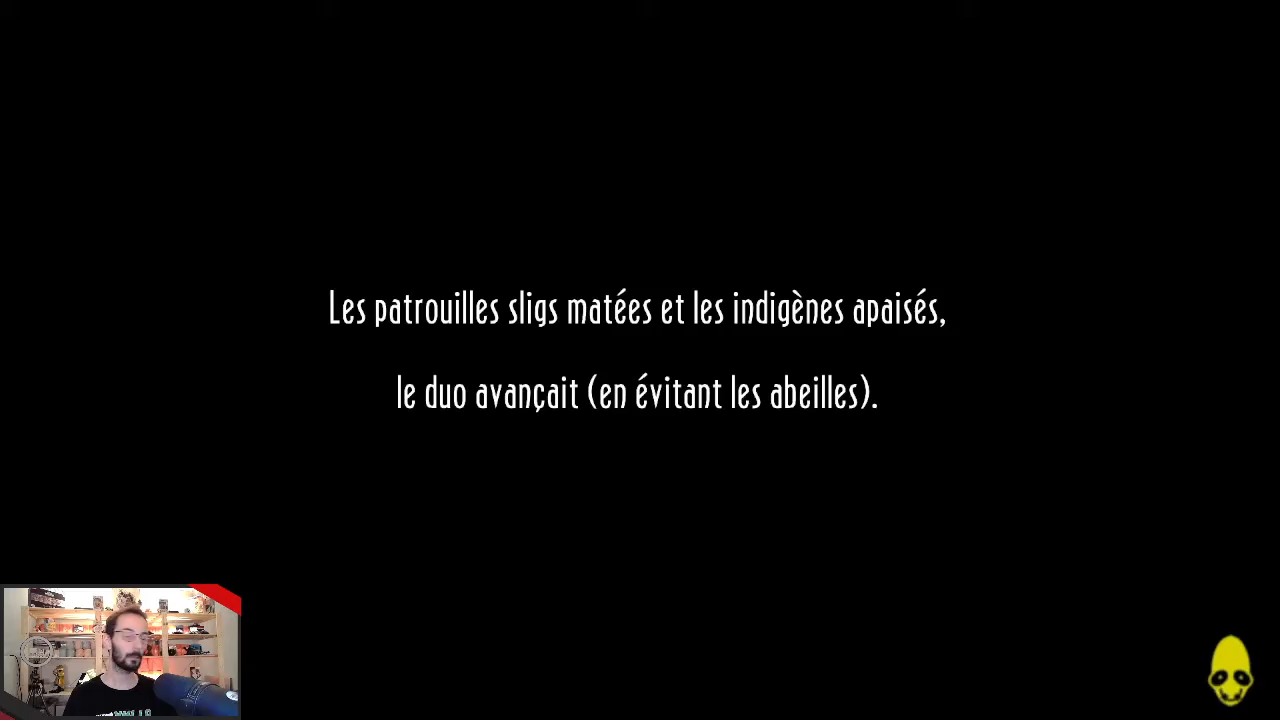 Les patrouilles sligs matées et les indigènes apaisés,
le duo avançait (en évitant les abeilles).